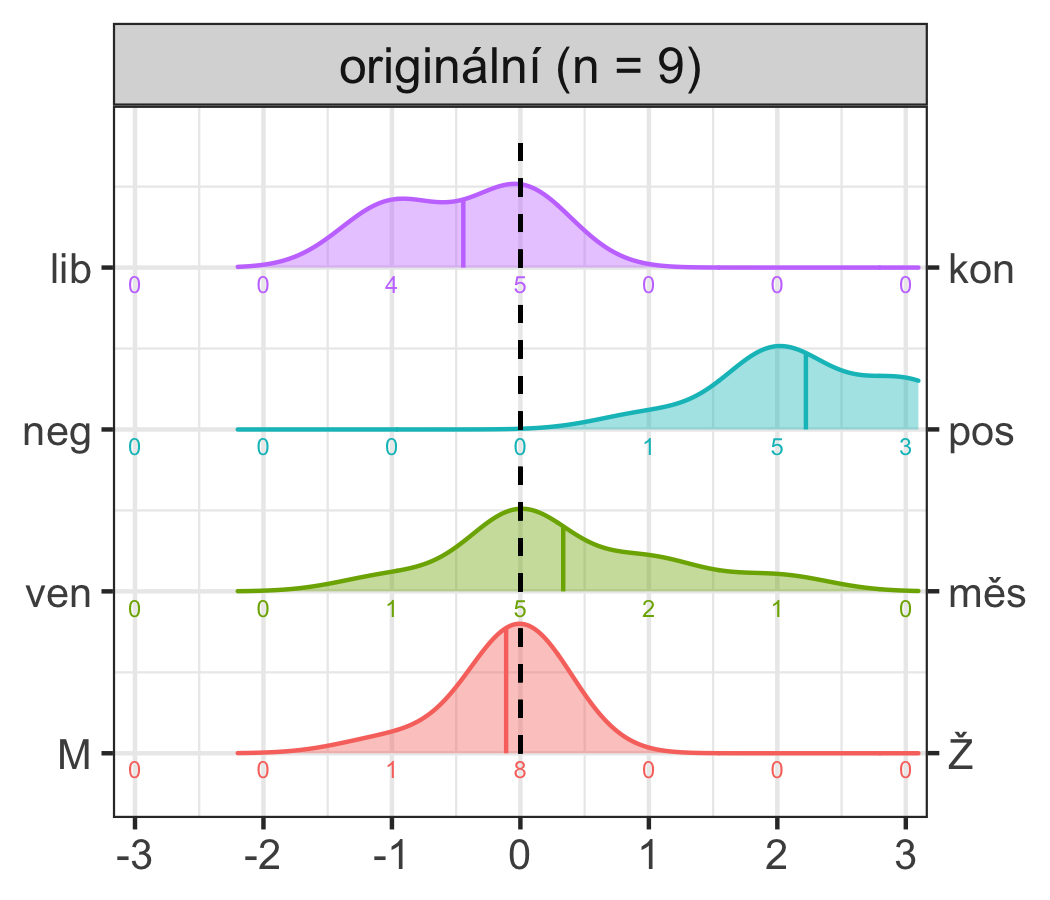 originální (n = 9)
lib kon
0 0 4 5 0 0 0
neg pos
0 0 0 0 1 5 3
ven měs
0 0 1 5 2 1 0
M Ž
0 0 1 8 0 0 0
-3 -2 -1 0 1 2 3